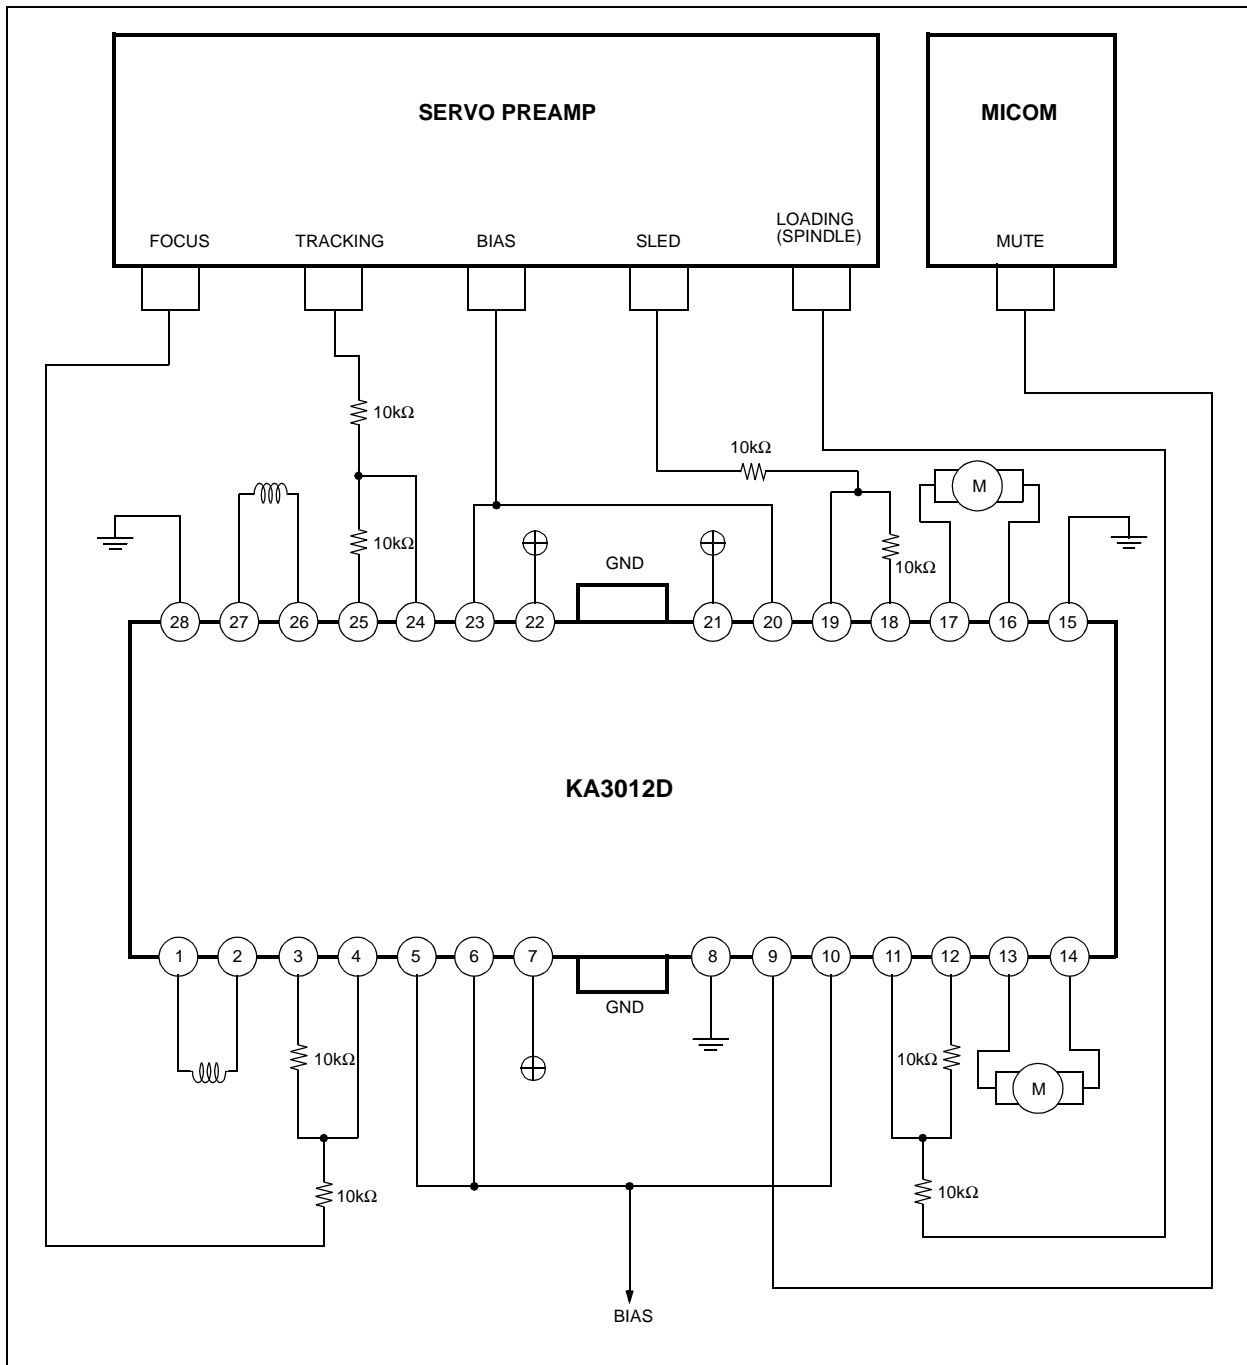 SERVO PREAMP
MICOM
FOCUS
TRACKING
BIAS
SLED
LOADING
(SPINDLE)
MUTE
10kΩ
10kΩ
M
10kΩ
GND
10kΩ
28 27 26 25 24 23 22 21 20 19 18 17 16 15
KA3012D
1 2 3 4 5 6 7 8 9 10 11 12 13 14
GND
10kΩ
10kΩ
M
10kΩ
10kΩ
BIAS